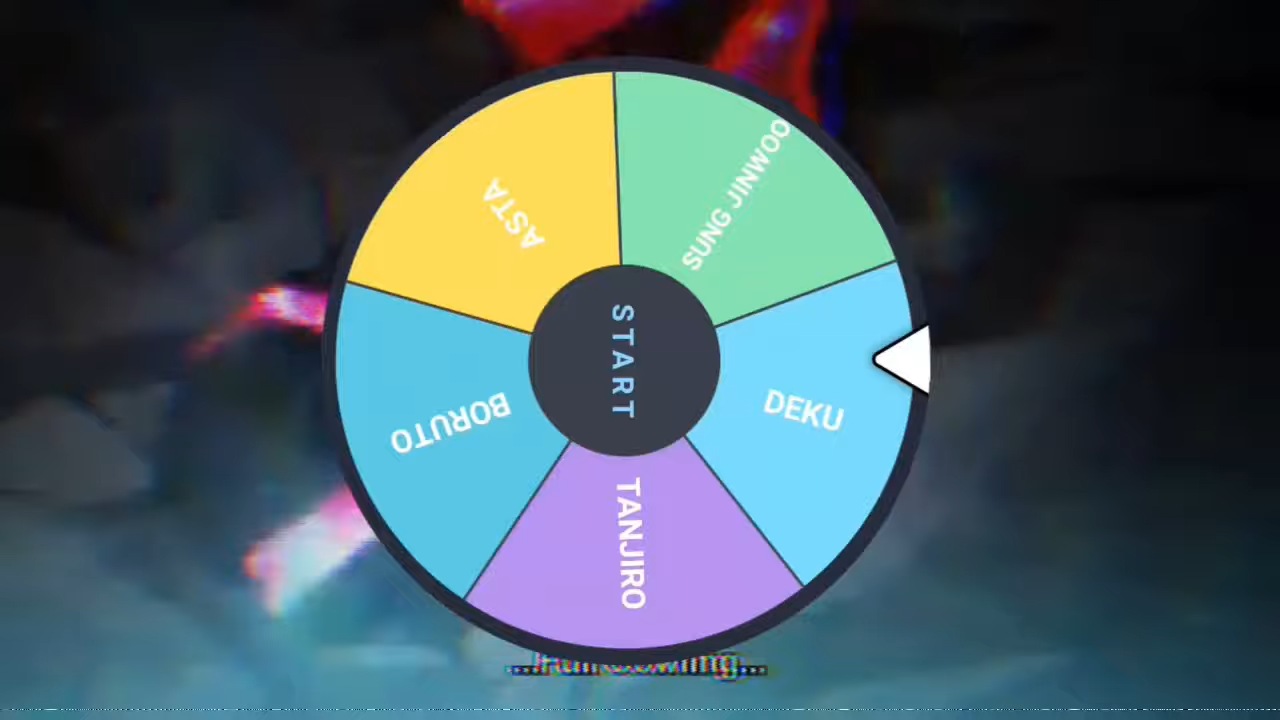 SUNG JINWOO
ASTA
START
DEKU
BORUTO
TANJIRO